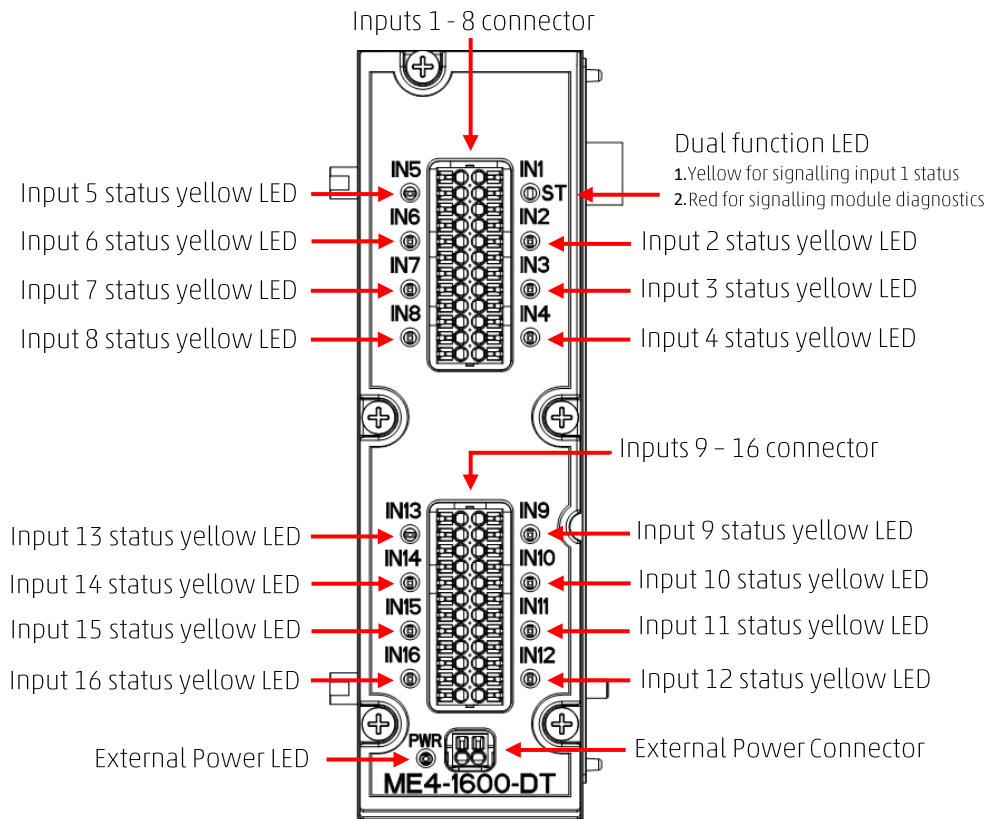 Inputs 1 - 8 connector
Dual function LED
1.Yellow for signalling input 1 status
2.Red for signalling module diagnostics
IN5
IN1
Input 5 status yellow LED
ST
IN6
IN2
Input 6 status yellow LED
Input 2 status yellow LED
IN7
IN3
Input 7 status yellow LED
Input 3 status yellow LED
IN8
IN4
Input 8 status yellow LED
Input 4 status yellow LED
Inputs 9 – 16 connector
IN13
IN9
Input 13 status yellow LED
Input 9 status yellow LED
IN14
IN10
Input 14 status yellow LED
Input 10 status yellow LED
IN15
IN11
Input 15 status yellow LED
Input 11 status yellow LED
IN16
IN12
Input 16 status yellow LED
Input 12 status yellow LED
PWR
External Power LED
External Power Connector
ME4-1600-DT